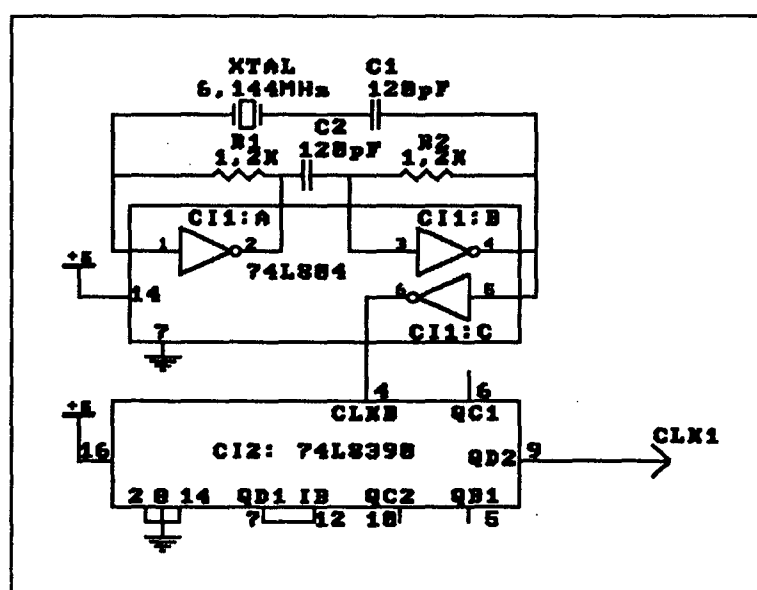 XTAL C1
6,144MHz 120pF
C2
R1 120pF R2
1,2K 1,2K
CI1:A CI1:B
1 2 3 4
+5 74LS04 6 5
14
7 CI1:C
4 6
+5 CLKB QC1
16 CI2: 74LS390 QD2 9 CLK1
2 8 14 QD1 IB QC2 QB1
7 12 10 5